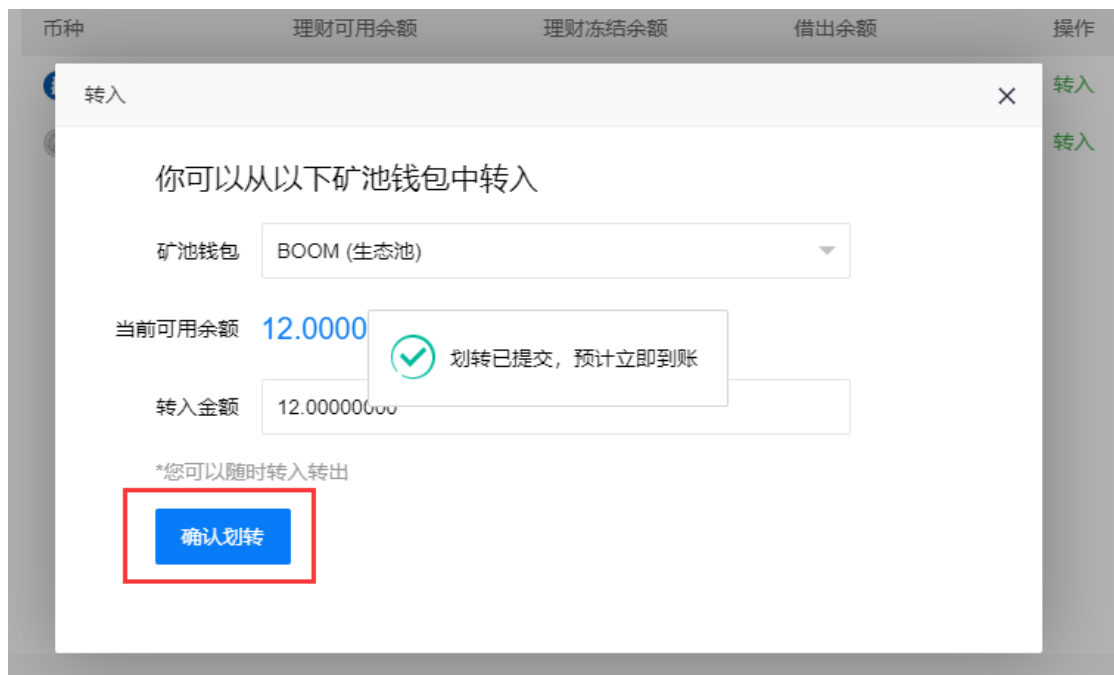 币种 理财可用余额 理财冻结余额 借出余额 操作
转入
转入
转入
你可以从以下矿池钱包中转入
矿池钱包 BOOM (生态池)
当前可用余额 12.0000
划转已提交，预计立即到账
转入金额 12.00000000
*您可以随时转入转出
确认划转